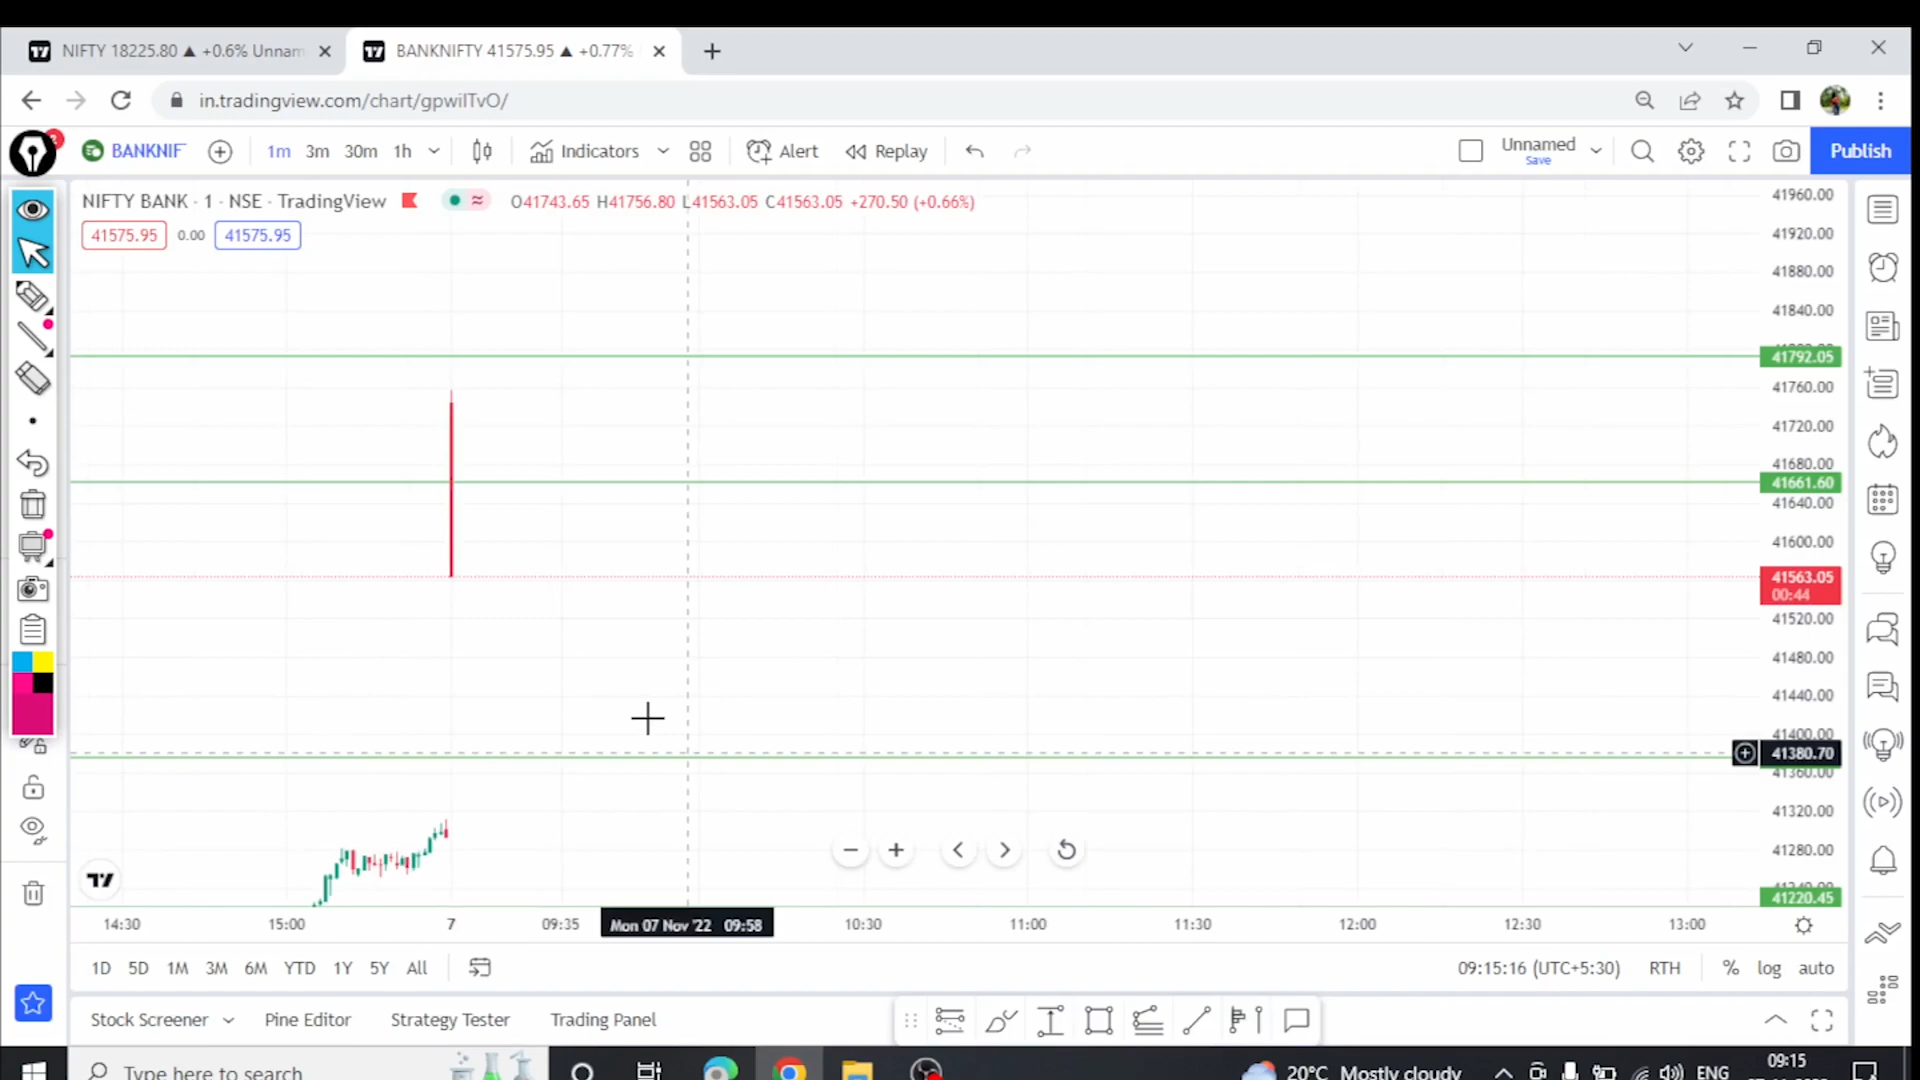 NIFTY 18225.80 ▲ +0.6% Unnam
BANKNIFTY 41575.95 ▲ +0.77%
in.tradingview.com/chart/gpwiITvO/
BANKNIF
1m 3m 30m 1h
Indicators
Alert
Replay
Unnamed
Save
Publish
NIFTY BANK · 1 · NSE · TradingView
O41743.65 H41756.80 L41563.05 C41563.05 +270.50 (+0.66%)
41575.95 0.00 41575.95
41960.00
41920.00
41880.00
41840.00
41792.05
41760.00
41720.00
41680.00
41661.60
41640.00
41600.00
41563.05
00:44
41520.00
41480.00
41440.00
41400.00
41380.70
41360.00
41320.00
41280.00
41220.45
14:30 15:00 7 09:35 Mon 07 Nov '22 09:58 10:30 11:00 11:30 12:00 12:30 13:00
1D 5D 1M 3M 6M YTD 1Y 5Y All
09:15:16 (UTC+5:30) RTH % log auto
Stock Screener Pine Editor Strategy Tester Trading Panel
Type here to search
20°C Mostly cloudy
ENG
09:15